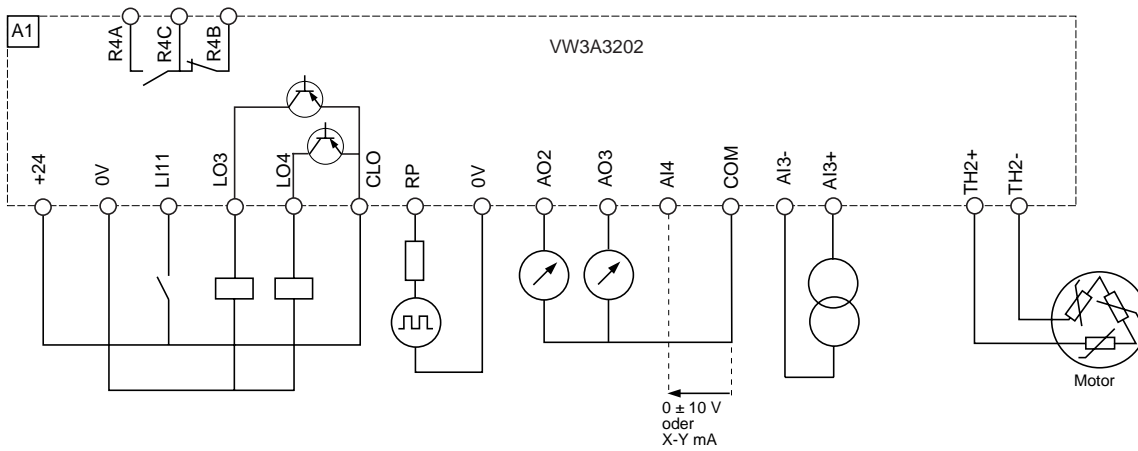 A1
R4A
R4C
R4B
VW3A3202
+24
0V
LI11
LO3
LO4
CLO
RP
0V
AO2
AO3
AI4
COM
AI3-
AI3+
TH2+
TH2-
Motor
0 ± 10 V
oder
X-Y mA